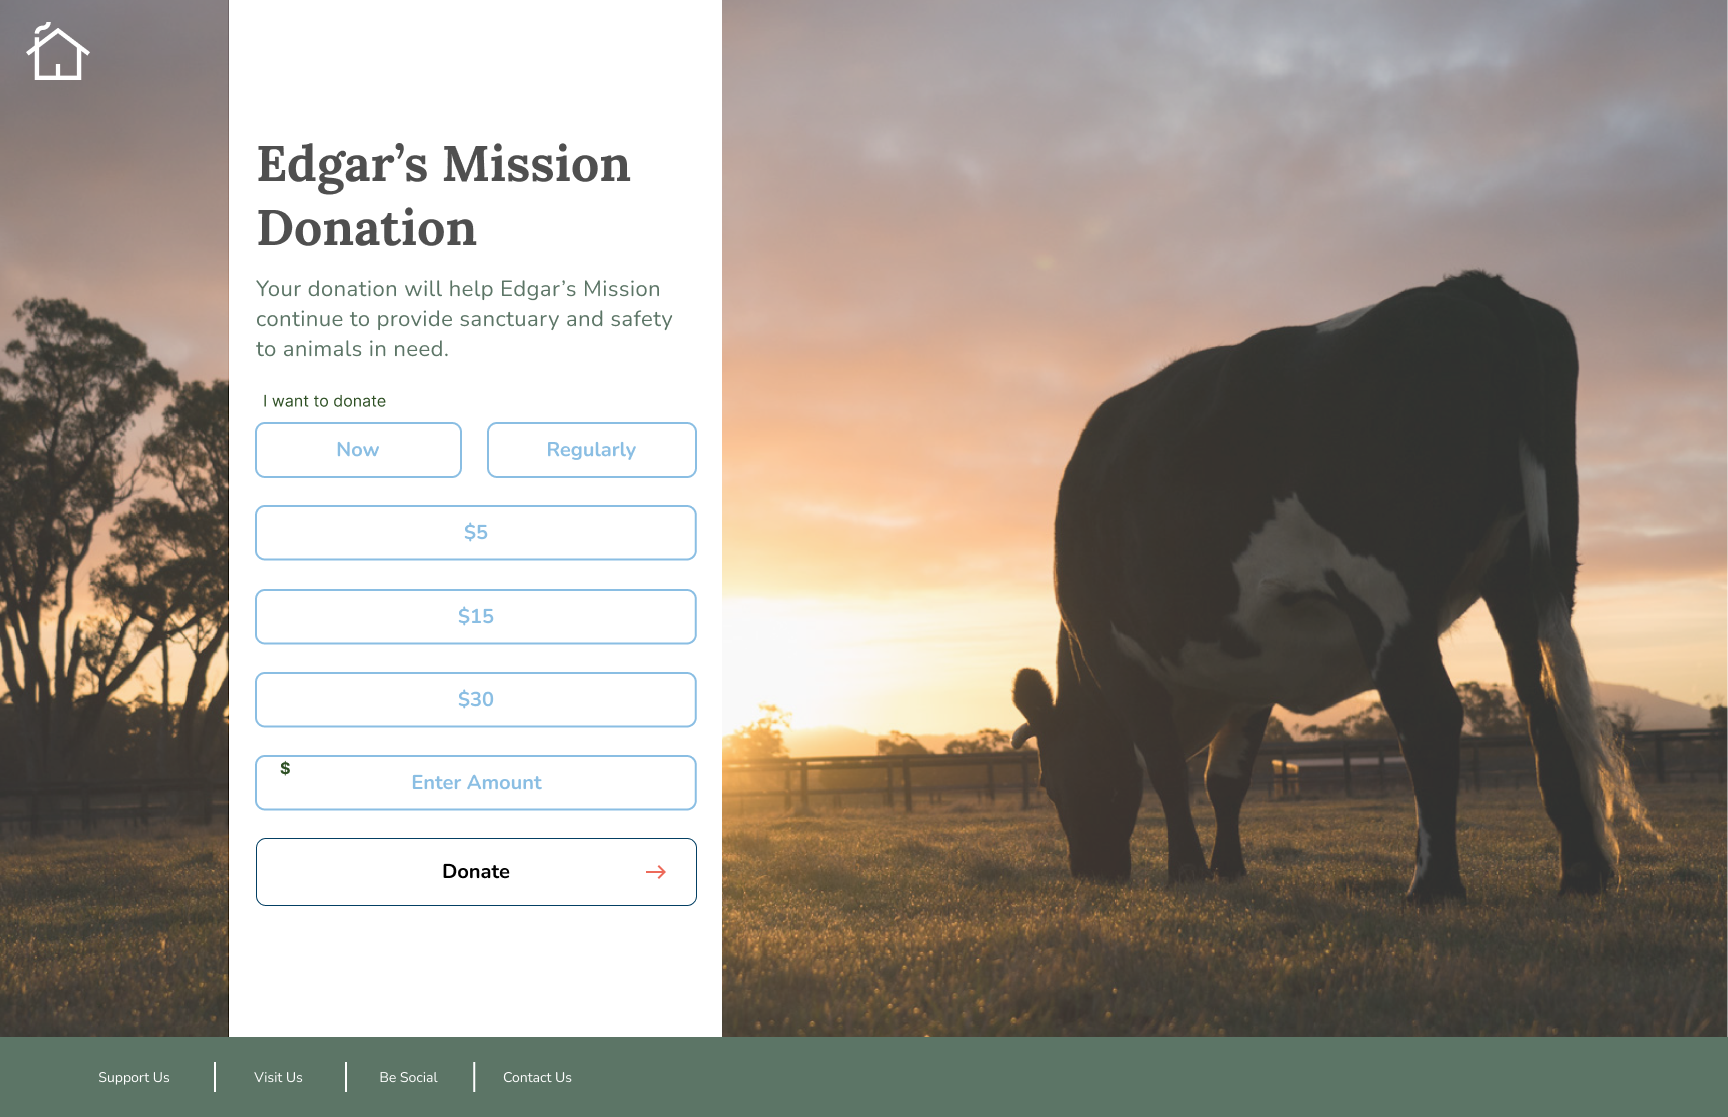 Edgar’s Mission
Donation
Your donation will help Edgar’s Mission
continue to provide sanctuary and safety
to animals in need.
I want to donate
Now Regularly
$5
$15
$30
$ Enter Amount
Donate
Support Us Visit Us Be Social Contact Us